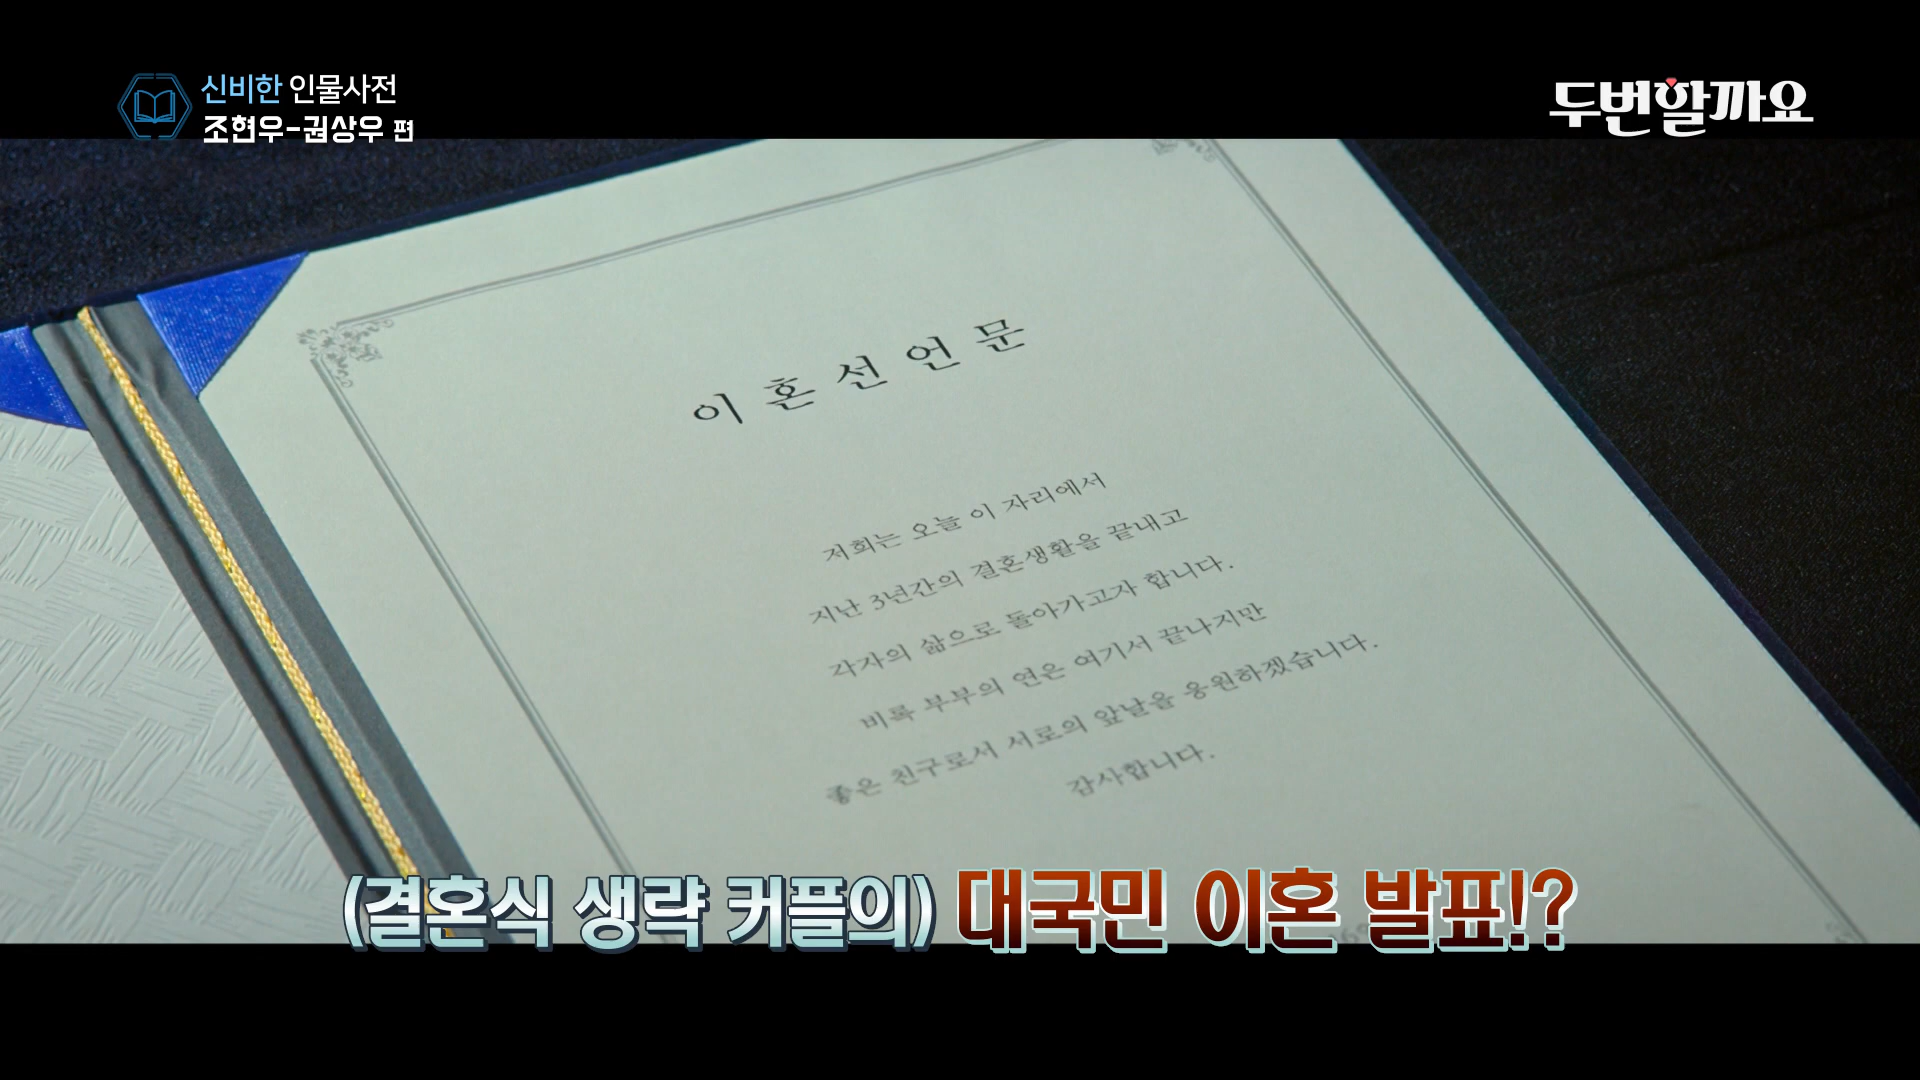 신비한 인물사전
조현우-권상우 편
두번할까요
이혼선언문
저희는 오늘 이 자리에서
지난 3년간의 결혼생활을 끝내고
각자의 삶으로 돌아가고자 합니다.
비록 부부의 연은 여기서 끝나지만
좋은 친구로서 서로의 앞날을 응원하겠습니다.
감사합니다.
(결혼식 생략 커플의) 대국민 이혼 발표!?